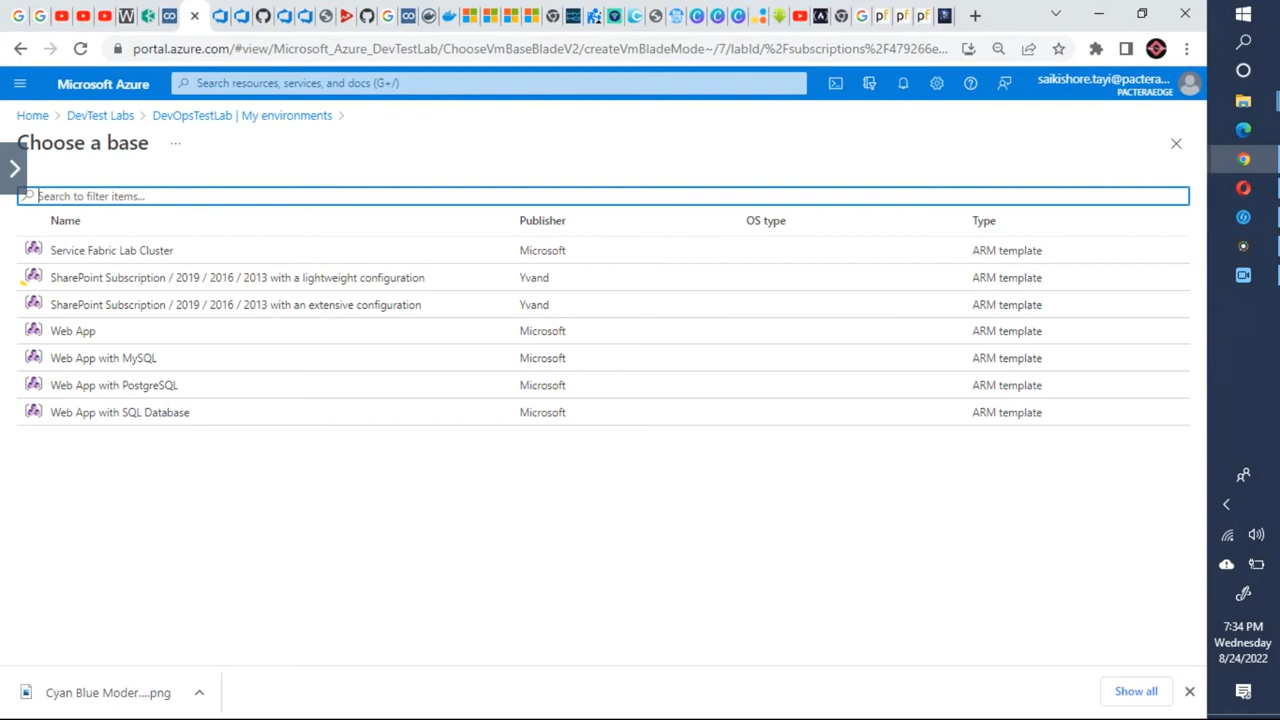 portal.azure.com/#view/Microsoft_Azure_DevTestLab/ChooseVmBaseBladeV2/createVmBladeMode~/7/labId/%2Fsubscriptions%2F479266e...
Microsoft Azure
Search resources, services, and docs (G+/)
saikishore.tayi@pactera...
PACTERAEDGE
Home
DevTest Labs
DevOpsTestLab | My environments
Choose a base
Search to filter items...
Name Publisher OS type Type
Service Fabric Lab Cluster Microsoft ARM template
SharePoint Subscription / 2019 / 2016 / 2013 with a lightweight configuration Yvand ARM template
SharePoint Subscription / 2019 / 2016 / 2013 with an extensive configuration Yvand ARM template
Web App Microsoft ARM template
Web App with MySQL Microsoft ARM template
Web App with PostgreSQL Microsoft ARM template
Web App with SQL Database Microsoft ARM template
7:34 PM
Wednesday
8/24/2022
Cyan Blue Moder....png
Show all